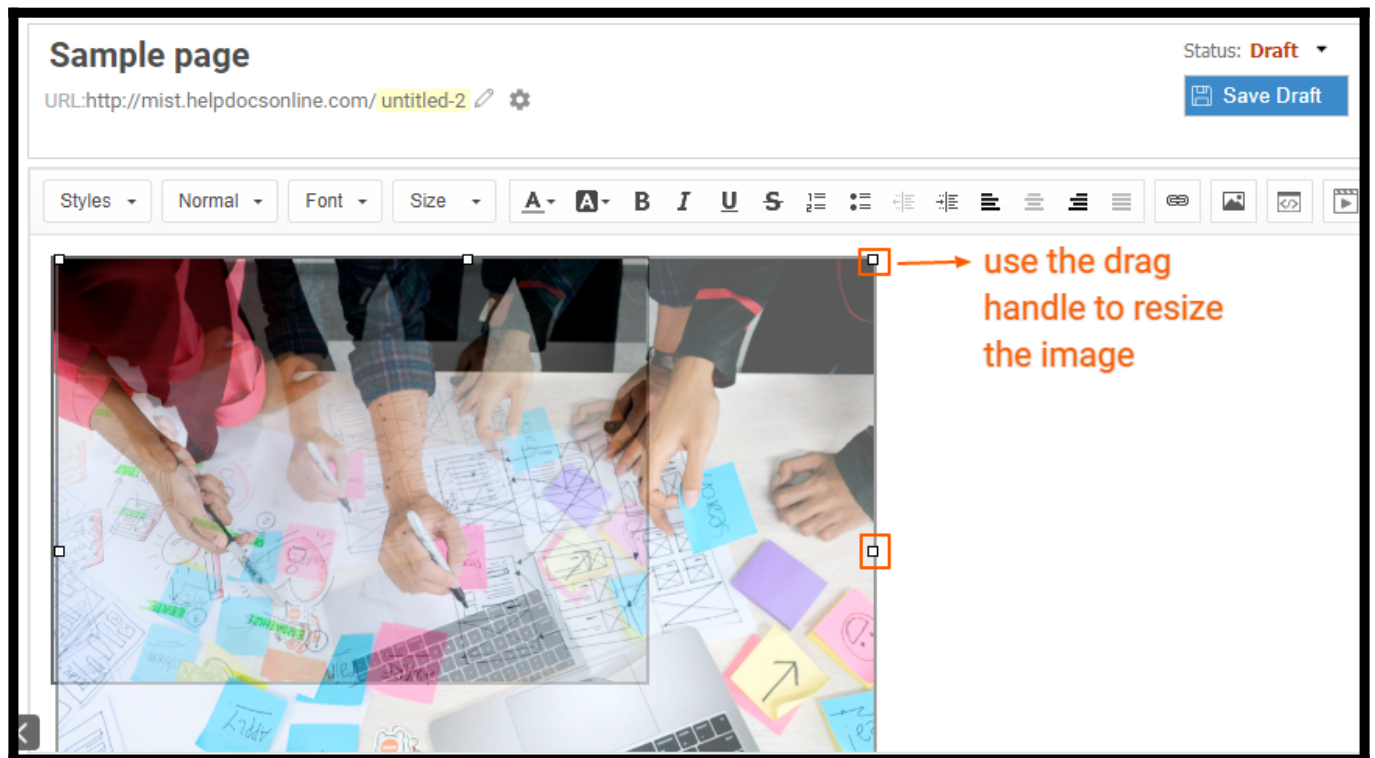 Sample page
Status: Draft
URL:http://mist.helpdocsonline.com/ untitled-2
Save Draft
Styles Normal Font Size A A B I U S
use the drag
handle to resize
the image
APPLY